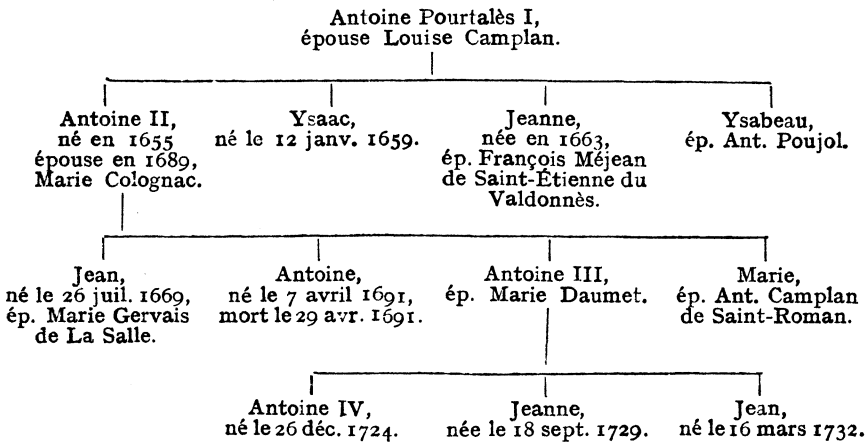 Antoine Pourtalès I,
épouse Louise Camplan.
Antoine II,
né en 1655
épouse en 1689,
Marie Colognac.
Ysaac,
né le 12 janv. 1659.
Jeanne,
née en 1663,
ép. François Méjean
de Saint-Étienne du
Valdonnès.
Ysabeau,
ép. Ant. Poujol.
Jean,
né le 26 juil. 1669,
ép. Marie Gervais
de La Salle.
Antoine,
né le 7 avril 1691,
mort le 29 avr. 1691.
Antoine III,
ép. Marie Daumet.
Marie,
ép. Ant. Camplan
de Saint-Roman.
Antoine IV,
né le 26 déc. 1724.
Jeanne,
née le 18 sept. 1729.
Jean,
né le 16 mars 1732.